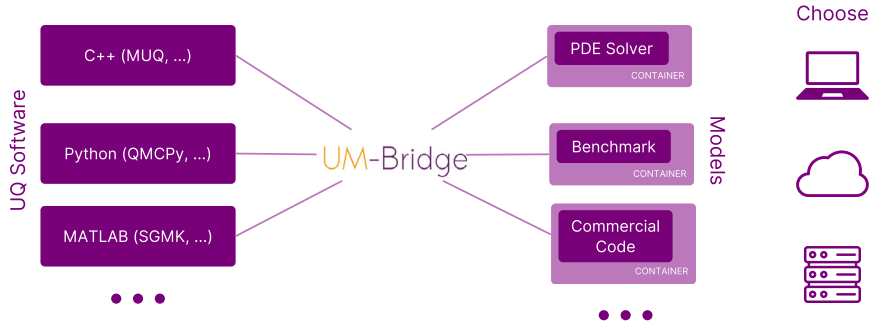 Choose
C++ (MUQ, ...)
PDE Solver
CONTAINER
UQ Software
Python (QMCPy, ...)
UM-Bridge
Benchmark
CONTAINER
Models
MATLAB (SGMK, ...)
Commercial
Code
CONTAINER